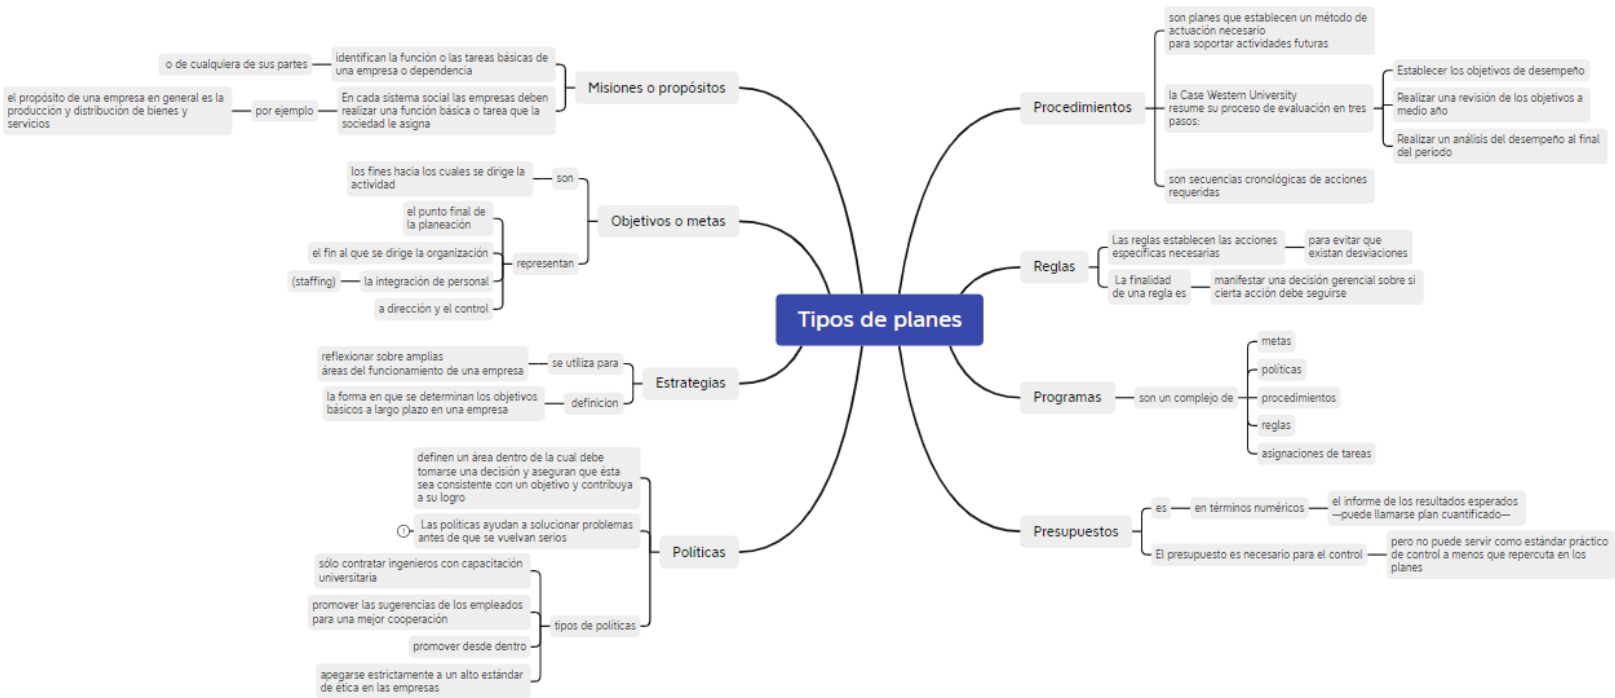 Tipos de planes
Misiones o propósitos
identifican la función o las tareas básicas de
una empresa o dependencia
o de cualquiera de sus partes
En cada sistema social las empresas deben
realizar una función básica o tarea que la
sociedad le asigna
por ejemplo
el propósito de una empresa en general es la
producción y distribución de bienes y
servicios
Objetivos o metas
son
los fines hacia los cuales se dirige la
actividad
representan
el punto final de
la planeación
el fin al que se dirige la organización
la integración de personal
(staffing)
a dirección y el control
Estrategias
se utiliza para
reflexionar sobre amplias
áreas del funcionamiento de una empresa
definicion
la forma en que se determinan los objetivos
básicos a largo plazo en una empresa
Políticas
definen un área dentro de la cual debe
tomarse una decisión y aseguran que ésta
sea consistente con un objetivo y contribuya
a su logro
Las políticas ayudan a solucionar problemas
antes de que se vuelvan serios
1
tipos de políticas
sólo contratar ingenieros con capacitación
universitaria
promover las sugerencias de los empleados
para una mejor cooperación
promover desde dentro
apegarse estrictamente a un alto estándar
de ética en las empresas
Procedimientos
son planes que establecen un método de
actuación necesario
para soportar actividades futuras
la Case Western University
resume su proceso de evaluación en tres
pasos:
Establecer los objetivos de desempeño
Realizar una revisión de los objetivos a
medio año
Realizar un análisis del desempeño al final
del periodo
son secuencias cronológicas de acciones
requeridas
Reglas
Las reglas establecen las acciones
específicas necesarias
para evitar que
existan desviaciones
La finalidad
de una regla es
manifestar una decisión gerencial sobre si
cierta acción debe seguirse
Programas
son un complejo de
metas
políticas
procedimientos
reglas
asignaciones de tareas
Presupuestos
es
en términos numéricos
el informe de los resultados esperados
—puede llamarse plan cuantificado—
El presupuesto es necesario para el control
pero no puede servir como estándar práctico
de control a menos que repercuta en los
planes